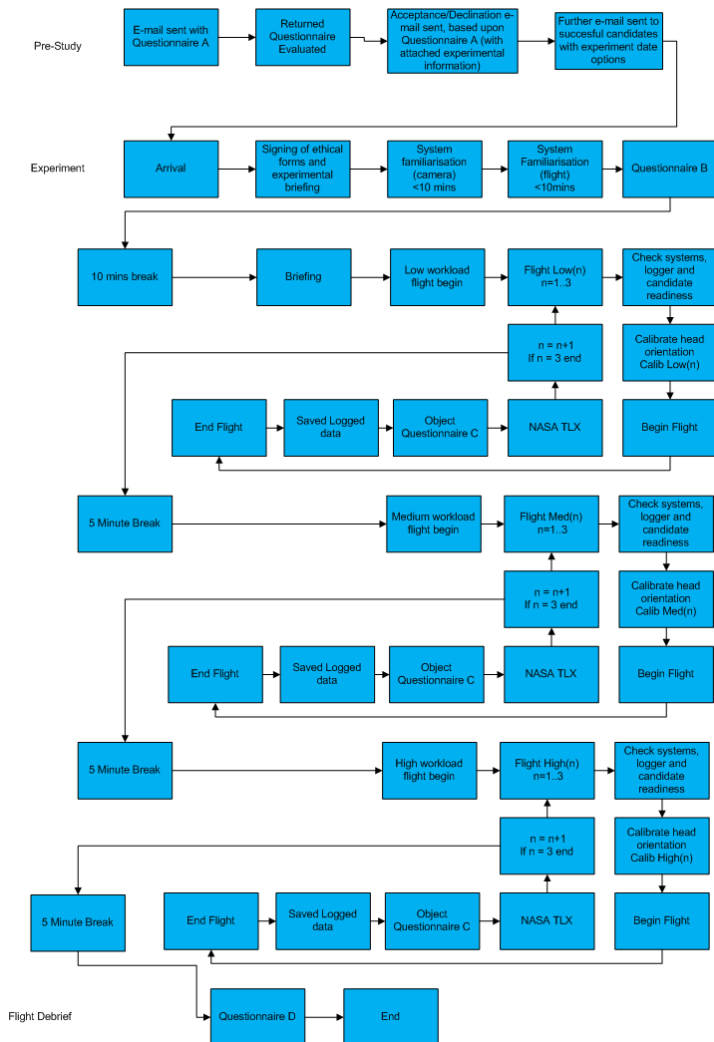 Pre-Study
E-mail sent with
Questionnaire A
Returned
Questionnaire
Evaluated
Acceptance/Declination e-
mail sent, based upon
Questionnaire A (with
attached experimental
information)
Further e-mail sent to
succesful candidates
with experiment date
options
Experiment
Arrival
Signing of ethical
forms and
experimental
briefing
System
familiarisation
(camera)
<10 mins
System
Familiarisation
(flight)
<10mins
Questionnaire B
10 mins break
Briefing
Low workload
flight begin
Flight Low(n)
n=1..3
Check systems,
logger and
candidate
readiness
n = n+1
If n = 3 end
Calibrate head
orientation
Calib Low(n)
End Flight
Saved Logged
data
Object
Questionnaire C
NASA TLX
Begin Flight
5 Minute Break
Medium workload
flight begin
Flight Med(n)
n=1..3
Check systems,
logger and
candidate
readiness
n = n+1
If n = 3 end
Calibrate head
orientation
Calib Med(n)
End Flight
Saved Logged
data
Object
Questionnaire C
NASA TLX
Begin Flight
5 Minute Break
High workload
flight begin
Flight High(n)
n=1..3
Check systems,
logger and
candidate
readiness
n = n+1
If n = 3 end
Calibrate head
orientation
Calib High(n)
5 Minute Break
End Flight
Saved Logged
data
Object
Questionnaire C
NASA TLX
Begin Flight
Flight Debrief
Questionnaire D
End